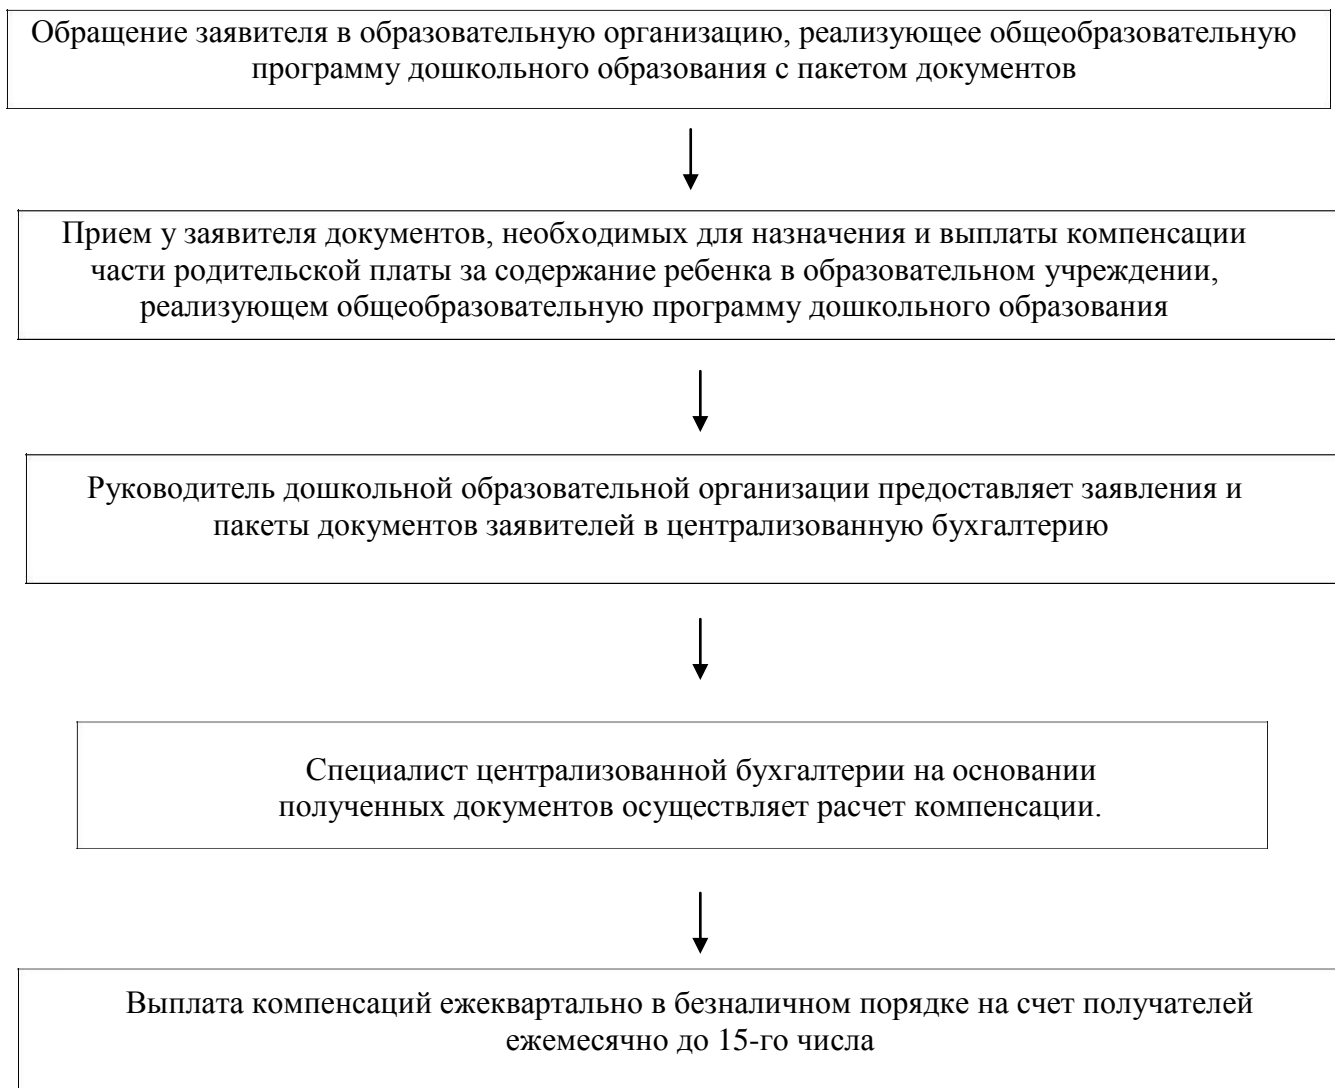 Обращение заявителя в образовательную организацию, реализующее общеобразовательную
программу дошкольного образования с пакетом документов
Прием у заявителя документов, необходимых для назначения и выплаты компенсации
части родительской платы за содержание ребенка в образовательном учреждении,
реализующем общеобразовательную программу дошкольного образования
Руководитель дошкольной образовательной организации предоставляет заявления и
пакеты документов заявителей в централизованную бухгалтерию
Специалист централизованной бухгалтерии на основании
полученных документов осуществляет расчет компенсации.
Выплата компенсаций ежеквартально в безналичном порядке на счет получателей
ежемесячно до 15-го числа